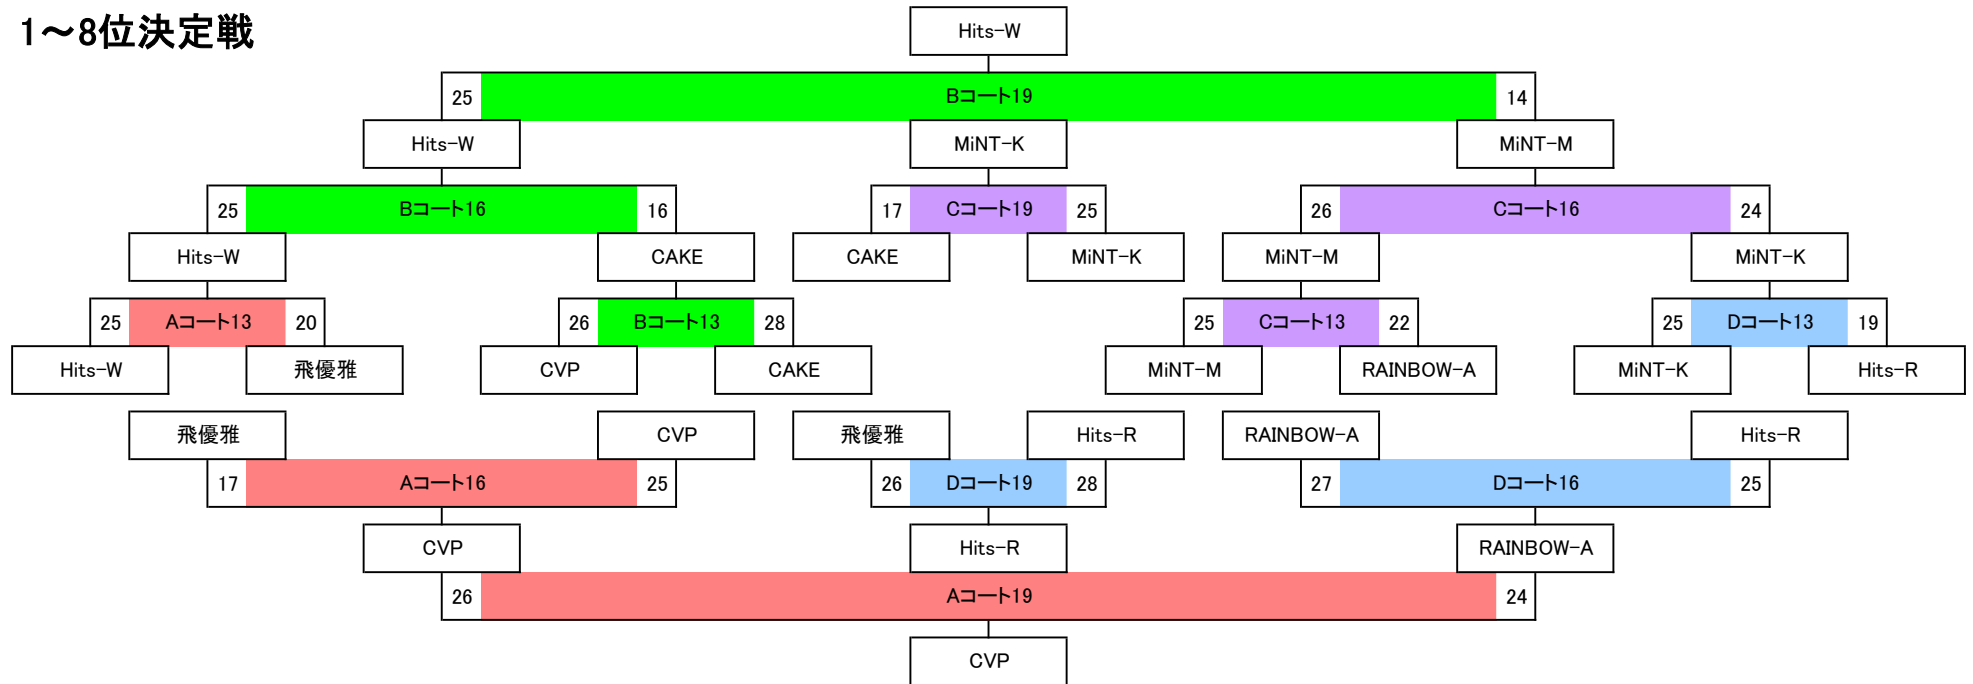 1～8位決定戦
Hits-W
25 Bコート19 14
Hits-W MiNT-K MiNT-M
25 Bコート16 16 17 Cコート19 25 26 Cコート16 24
Hits-W CAKE CAKE MiNT-K MiNT-M MiNT-K
25 Aコート13 20 26 Bコート13 28 25 Cコート13 22 25 Dコート13 19
Hits-W 飛優雅 CVP CAKE MiNT-M RAINBOW-A MiNT-K Hits-R
飛優雅 CVP 飛優雅 Hits-R RAINBOW-A Hits-R
17 Aコート16 25 26 Dコート19 28 27 Dコート16 25
CVP Hits-R RAINBOW-A
26 Aコート19 24
CVP